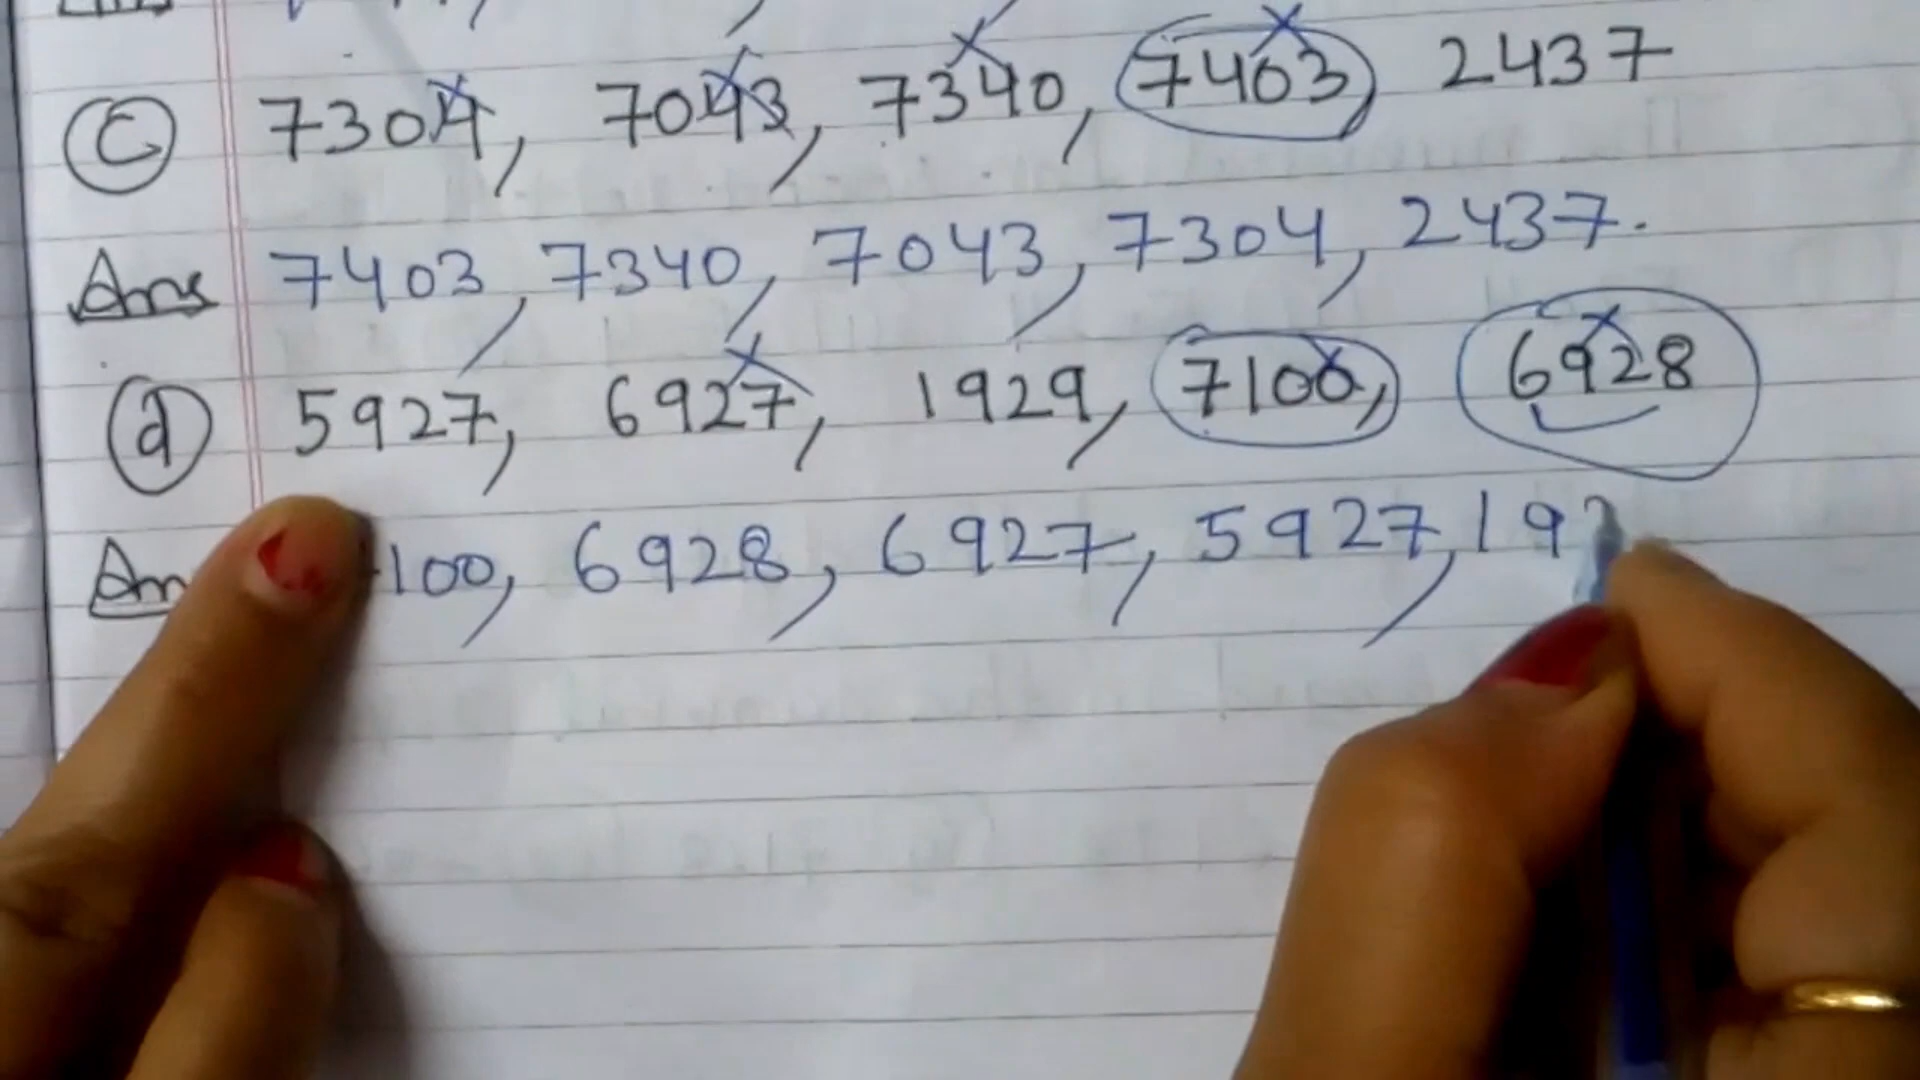 C 7304, 7043, 7340, 7403 2437
Ans 7403, 7340, 7043, 7304, 2437.
d 5927, 6927, 1929, 7100, 6928
100, 6928, 6927, 5927, 19